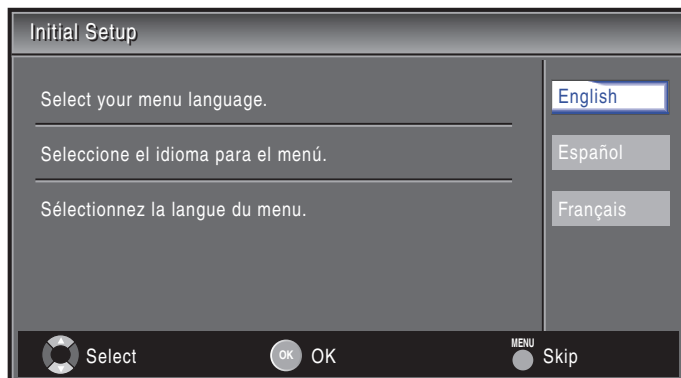 Initial Setup
Select your menu language.
English
Seleccione el idioma para el menú.
Español
Sélectionnez la langue du menu.
Français
Select
OK OK
MENU Skip